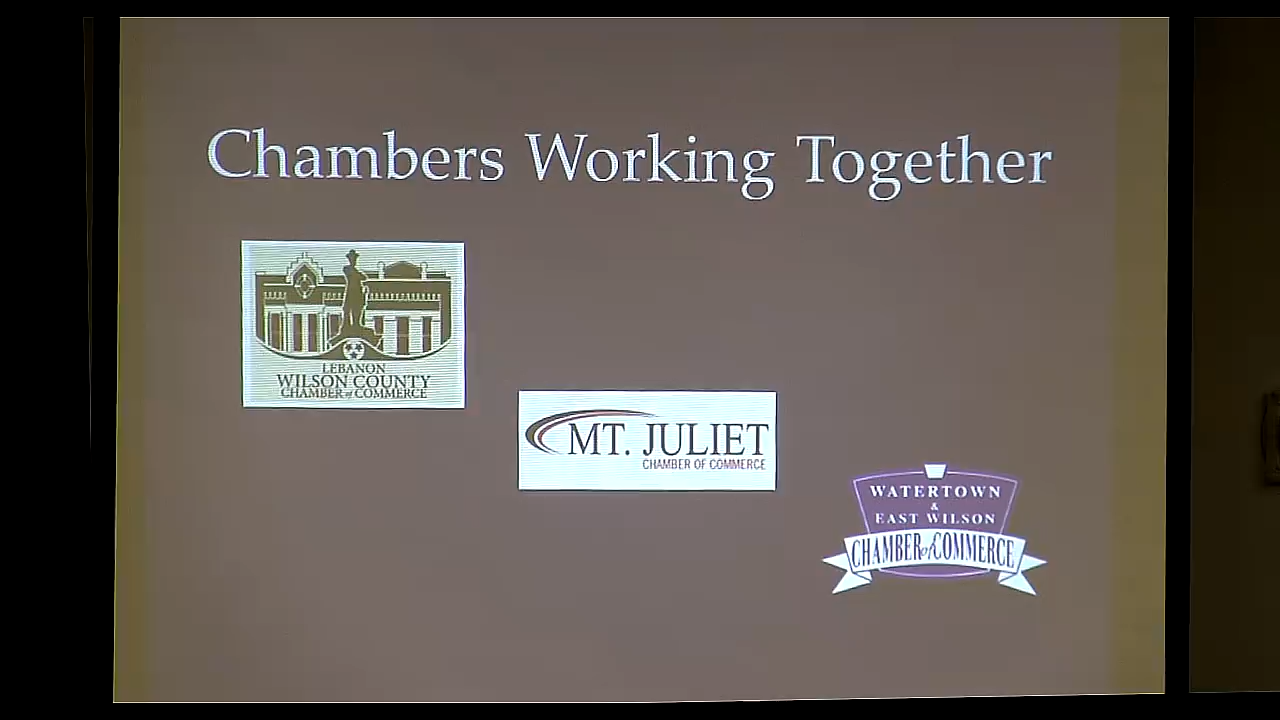 Chambers Working Together
LEBANON
WILSON COUNTY
CHAMBER of COMMERCE
MT. JULIET
CHAMBER OF COMMERCE
WATERTOWN
&
EAST WILSON
CHAMBER of COMMERCE